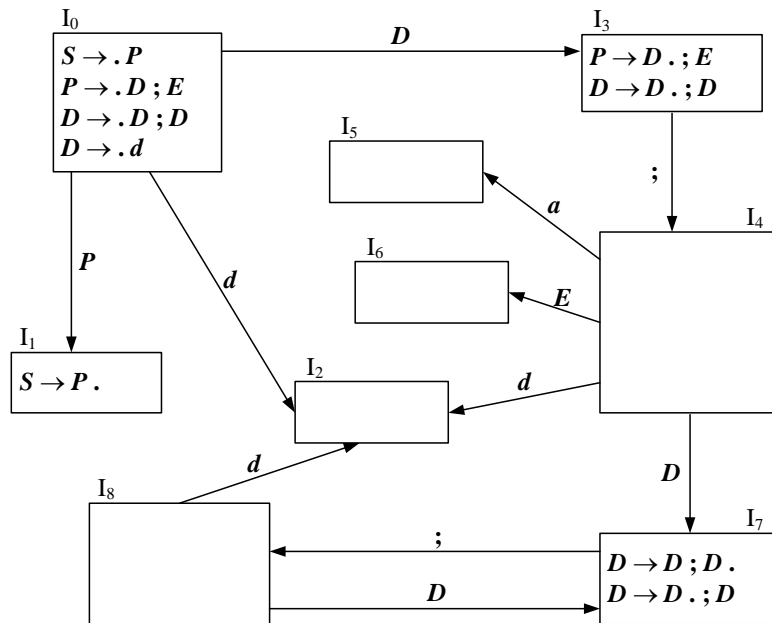 I0
S → . P
P → . D ; E
D → . D ; D
D → . d
D
I3
P → D . ; E
D → D . ; D
I5
;
a
I4
P
I6
d
E
I1
S → P .
I2
d
d
D
I8
I7
;
D → D ; D .
D → D . ; D
D